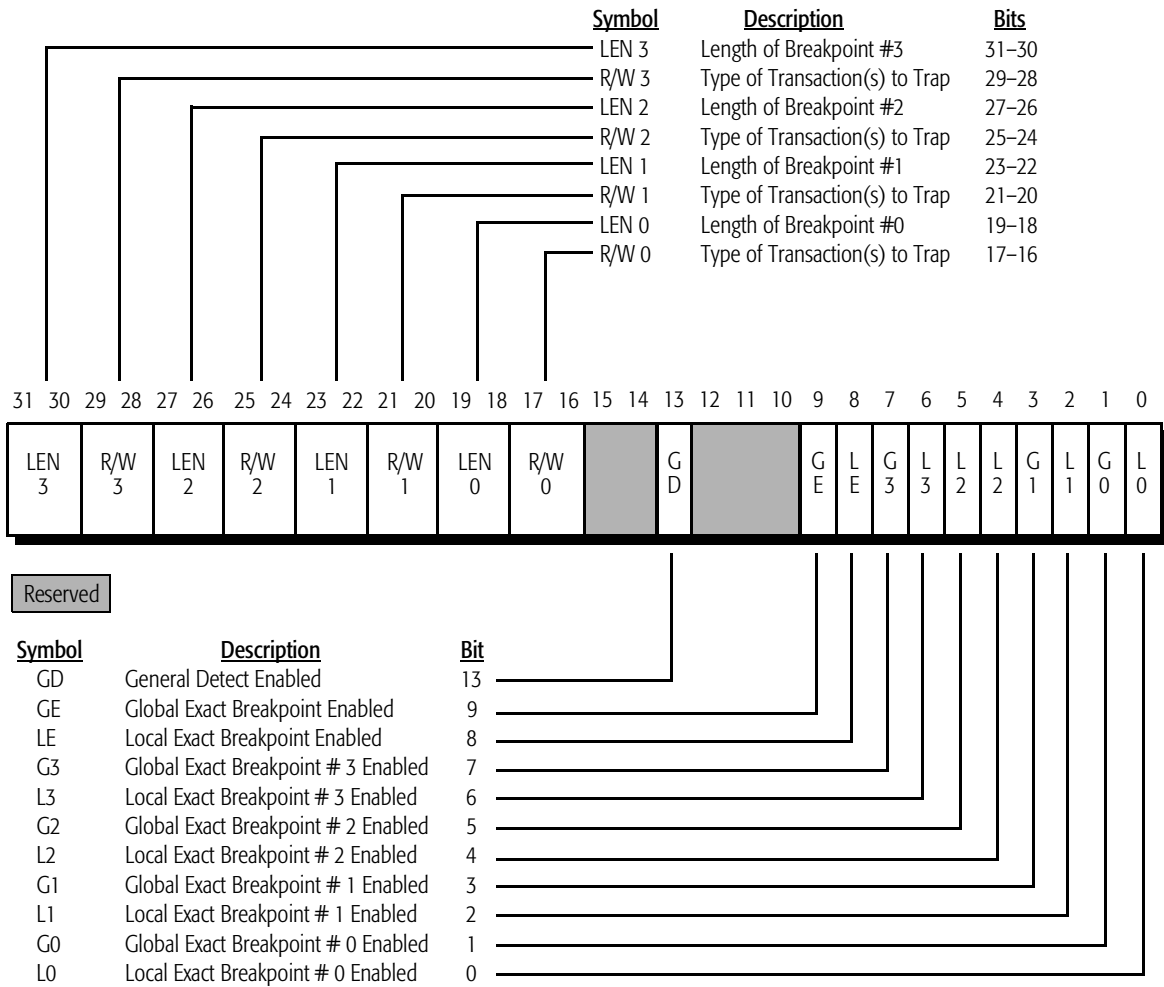 Symbol Description Bits
LEN 3 Length of Breakpoint #3 31–30
R/W 3 Type of Transaction(s) to Trap 29–28
LEN 2 Length of Breakpoint #2 27–26
R/W 2 Type of Transaction(s) to Trap 25–24
LEN 1 Length of Breakpoint #1 23–22
R/W 1 Type of Transaction(s) to Trap 21–20
LEN 0 Length of Breakpoint #0 19–18
R/W 0 Type of Transaction(s) to Trap 17–16
31 30 29 28 27 26 25 24 23 22 21 20 19 18 17 16 15 14 13 12 11 10 9 8 7 6 5 4 3 2 1 0
LEN R/W LEN R/W LEN R/W LEN R/W G G L G L L L G L G L
3 3 2 2 1 1 0 0 D E E 3 3 2 2 1 1 0 0
Reserved
Symbol Description Bit
GD General Detect Enabled 13
GE Global Exact Breakpoint Enabled 9
LE Local Exact Breakpoint Enabled 8
G3 Global Exact Breakpoint # 3 Enabled 7
L3 Local Exact Breakpoint # 3 Enabled 6
G2 Global Exact Breakpoint # 2 Enabled 5
L2 Local Exact Breakpoint # 2 Enabled 4
G1 Global Exact Breakpoint # 1 Enabled 3
L1 Local Exact Breakpoint # 1 Enabled 2
G0 Global Exact Breakpoint # 0 Enabled 1
L0 Local Exact Breakpoint # 0 Enabled 0